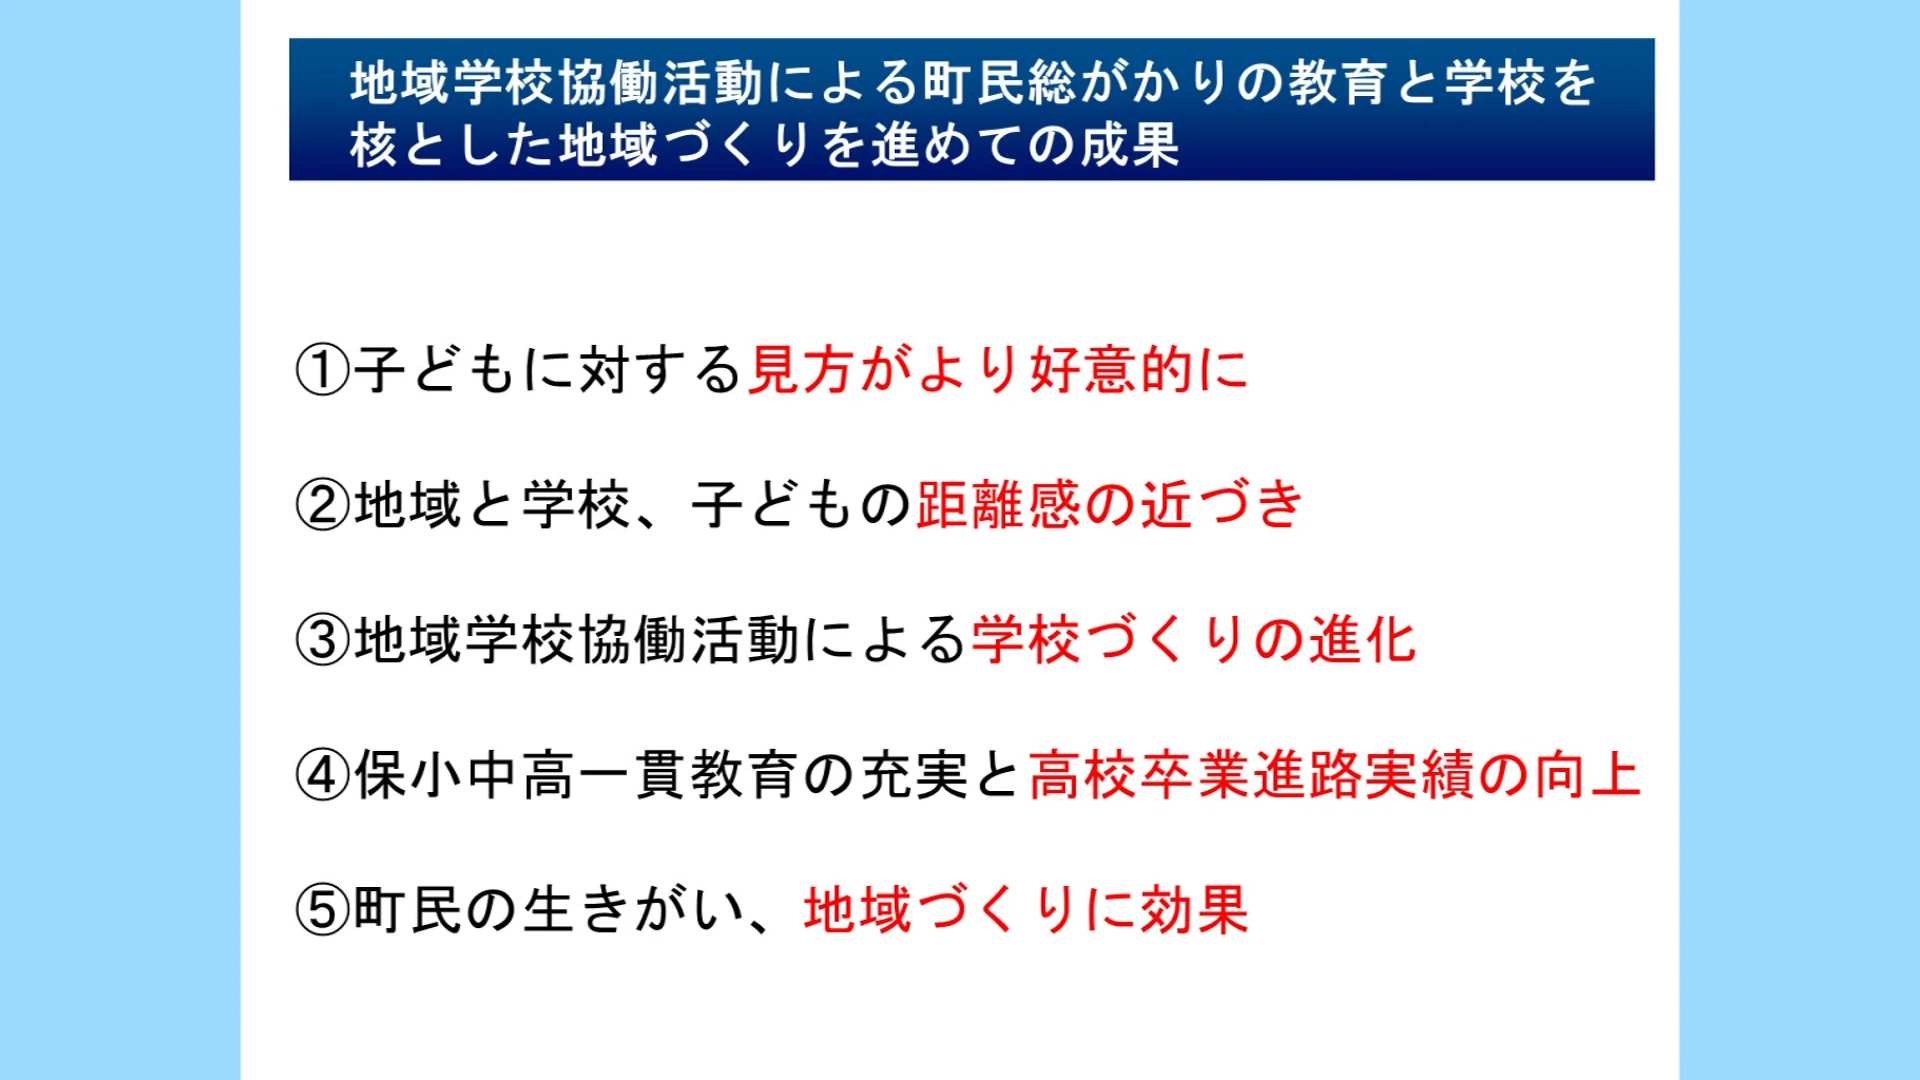 地域学校協働活動による町民総がかりの教育と学校を
核とした地域づくりを進めての成果
①子どもに対する見方がより好意的に
②地域と学校、子どもの距離感の近づき
③地域学校協働活動による学校づくりの進化
④保小中高一貫教育の充実と高校卒業進路実績の向上
⑤町民の生きがい、地域づくりに効果